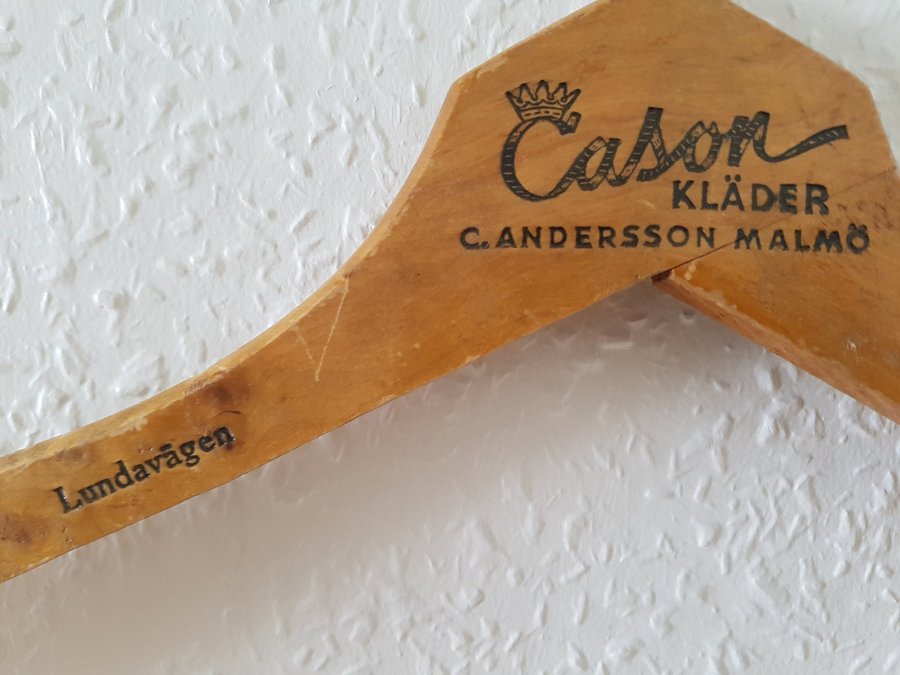 Cason
KLÄDER
C. ANDERSSON MALMÖ
Lundavägen